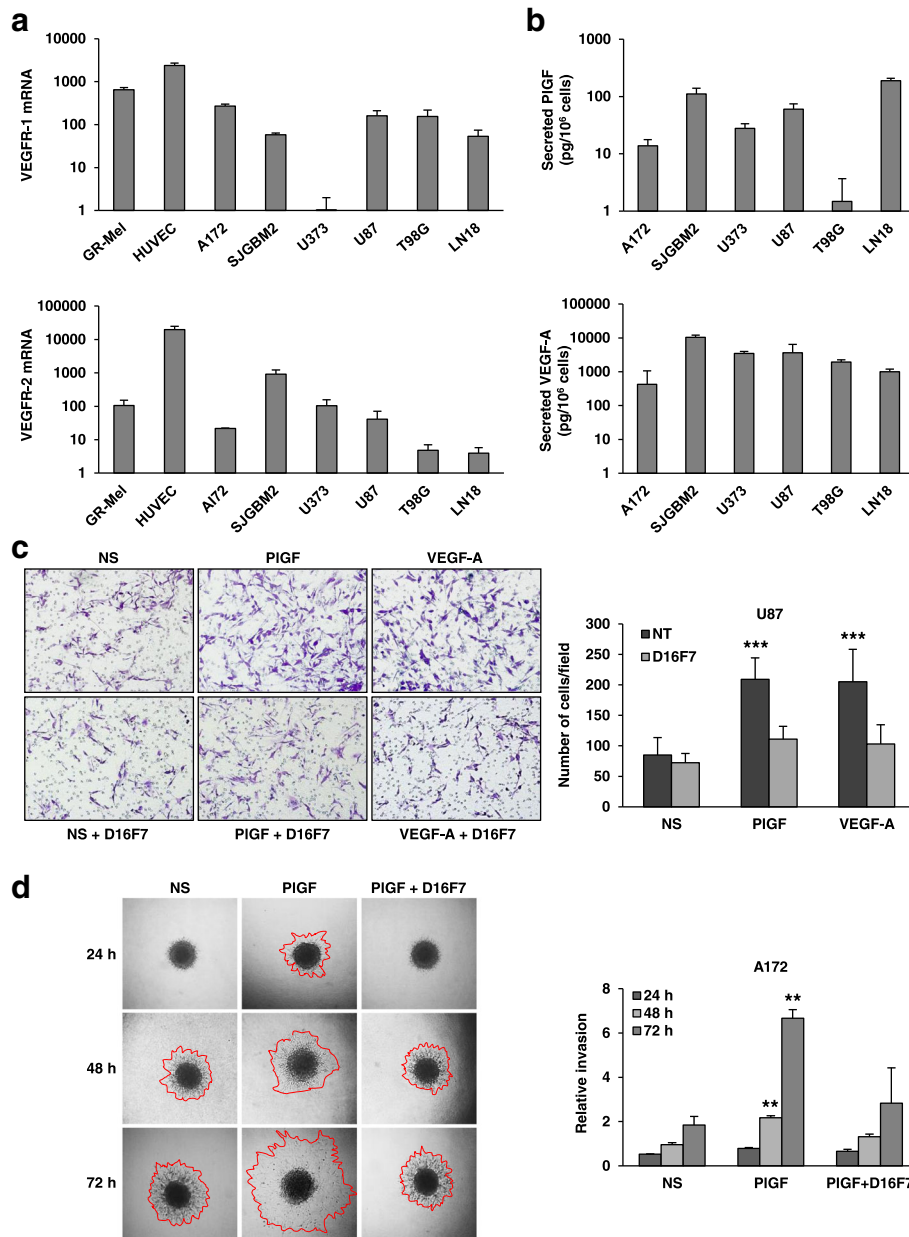 a
VEGFR-1 mRNA
10000
1000
100
10
1
GR-Mel
HUVEC
A172
SJGBM2
U373
U87
T98G
LN18
VEGFR-2 mRNA
100000
10000
1000
100
10
1
GR-Mel
HUVEC
AI72
SJGBM2
U373
U87
T98G
LN18
b
Secreted PlGF
(pg/10⁶ cells)
1000
100
10
1
A172
SJGBM2
U373
U87
T98G
LN18
Secreted VEGF-A
(pg/10⁶ cells)
100000
10000
1000
100
10
1
A172
SJGBM2
U373
U87
T98G
LN18
c
NS PlGF VEGF-A
NS + D16F7 PlGF + D16F7 VEGF-A + D16F7
U87
Number of cells/field
300
250
200
150
100
50
0
NT
D16F7
*** ***
NS PlGF VEGF-A
d
NS PlGF PlGF + D16F7
24 h
48 h
72 h
A172
Relative invasion
8
6
4
2
0
24 h
48 h
72 h
**
**
NS PlGF PlGF+D16F7